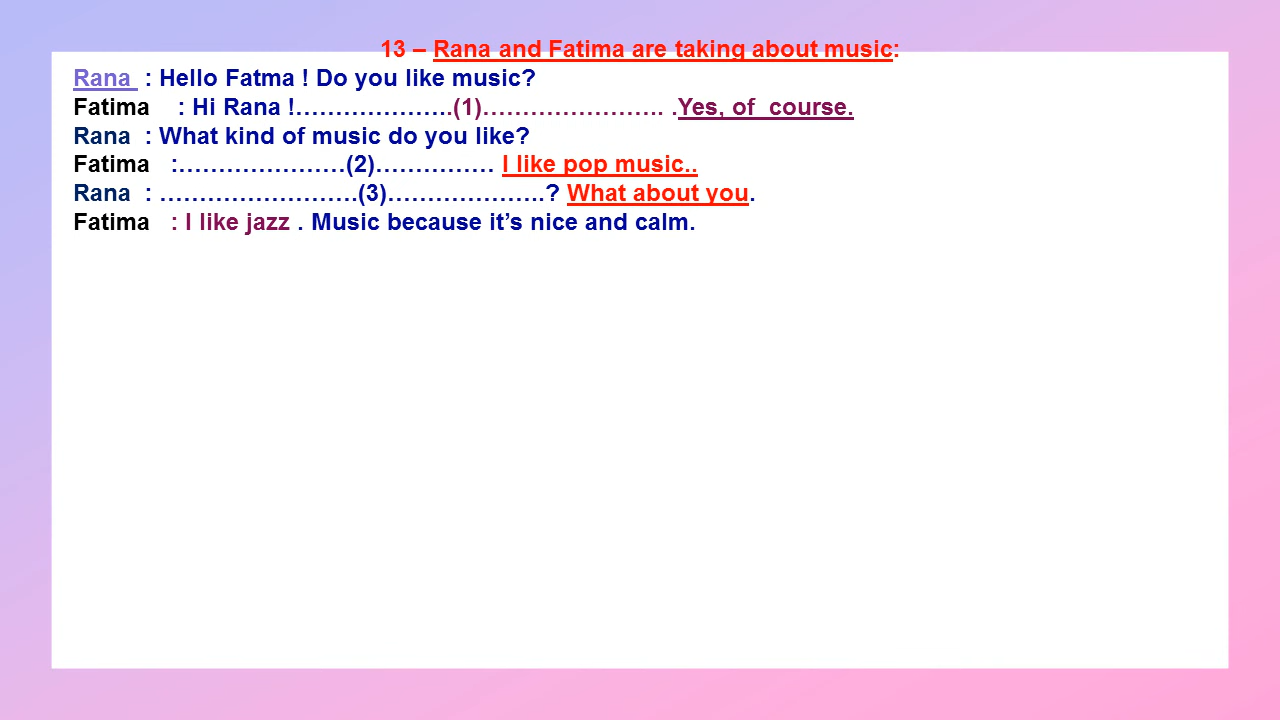 13 – Rana and Fatima are taking about music:
Rana : Hello Fatma ! Do you like music?
Fatima : Hi Rana !………………..(1)………………….. .Yes, of course.
Rana : What kind of music do you like?
Fatima :…………………(2)…………… I like pop music..
Rana : …………………….(3)………………..? What about you.
Fatima : I like jazz . Music because it’s nice and calm.